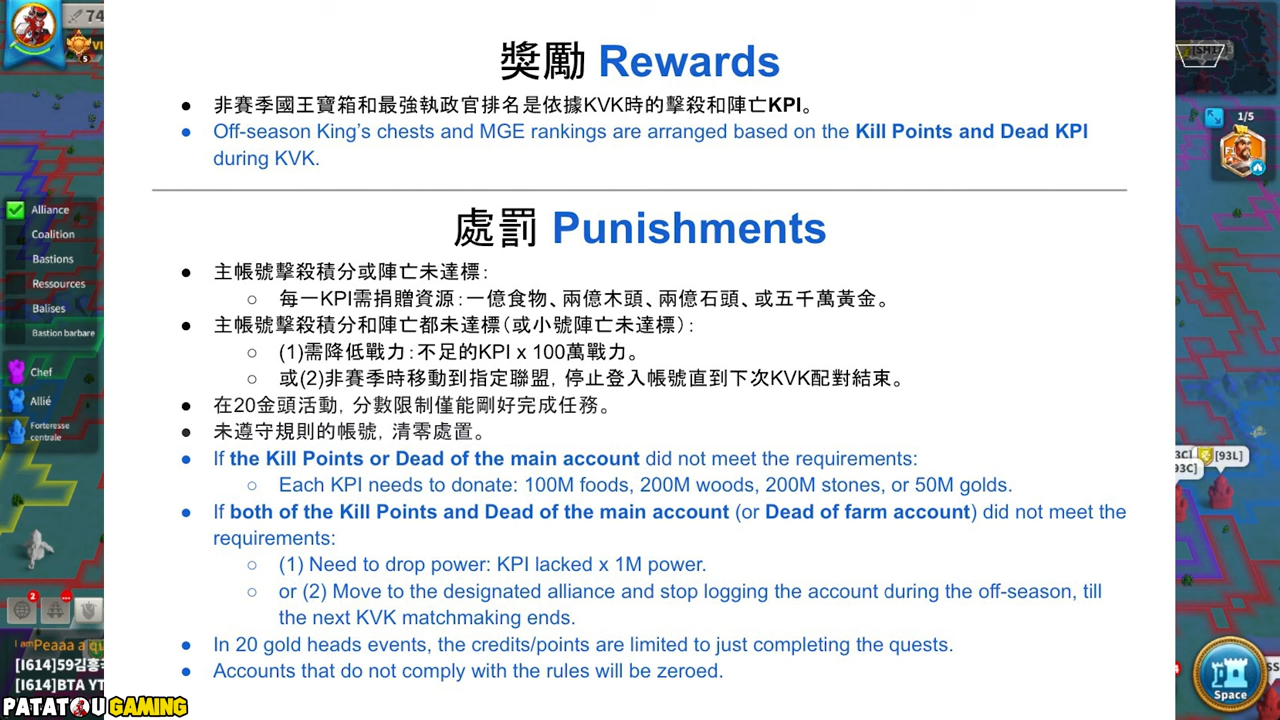 74
VI
5
獎勵 Rewards
非賽季國王寶箱和最強執政官排名是依據KVK時的擊殺和陣亡KPI。
Off-season King's chests and MGE rankings are arranged based on the Kill Points and Dead KPI
during KVK.
1/5
處罰 Punishments
主帳號擊殺積分或陣亡未達標：
每一KPI需捐贈資源：一億食物、兩億木頭、兩億石頭、或五千萬黃金。
主帳號擊殺積分和陣亡都未達標（或小號陣亡未達標）：
(1)需降低戰力：不足的KPI x 100萬戰力。
或(2)非賽季時移動到指定聯盟，停止登入帳號直到下次KVK配對結束。
在20金頭活動，分數限制僅能剛好完成任務。
未遵守規則的帳號，清零處置。
If the Kill Points or Dead of the main account did not meet the requirements:
Each KPI needs to donate: 100M foods, 200M woods, 200M stones, or 50M golds.
If both of the Kill Points and Dead of the main account (or Dead of farm account) did not meet the
requirements:
(1) Need to drop power: KPI lacked x 1M power.
or (2) Move to the designated alliance and stop logging the account during the off-season, till
the next KVK matchmaking ends.
In 20 gold heads events, the credits/points are limited to just completing the quests.
Accounts that do not comply with the rules will be zeroed.
Alliance
Coalition
Bastions
Ressources
Balises
Bastion barbare
Chef
Allié
Forteresse
centrale
3C]
[93L]
93C]
2
I am Peaaa a qu
[I614]59김홍
[I614]BTA YT
Space
PATATOU GAMING